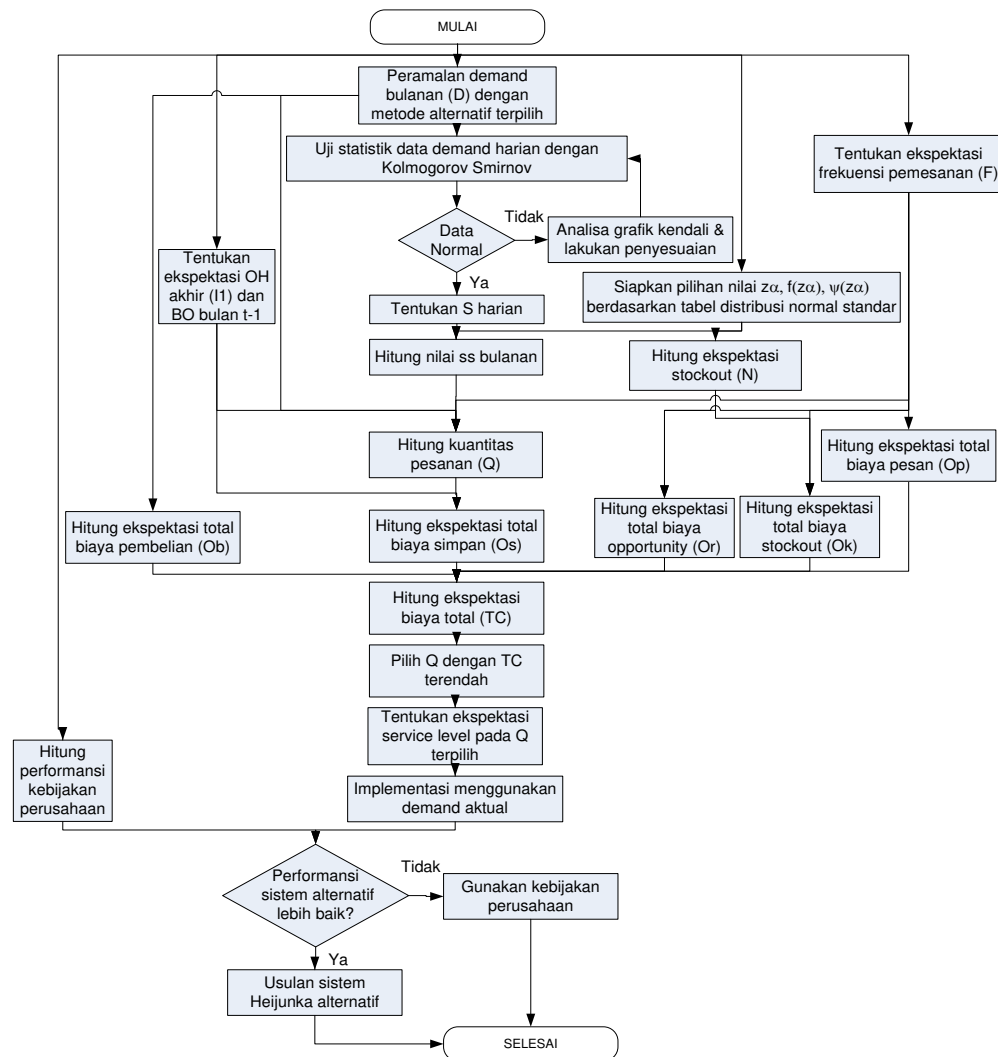 MULAI
Peramalan demand
bulanan (D) dengan
metode alternatif terpilih
Uji statistik data demand harian dengan
Kolmogorov Smirnov
Tentukan ekspektasi
frekuensi pemesanan (F)
Data
Normal
Tidak
Analisa grafik kendali &
lakukan penyesuaian
Tentukan
ekspektasi OH
akhir (I1) dan
BO bulan t-1
Ya
Siapkan pilihan nilai zα, f(zα), ψ(zα)
berdasarkan tabel distribusi normal standar
Tentukan S harian
Hitung nilai ss bulanan
Hitung ekspektasi
stockout (N)
Hitung kuantitas
pesanan (Q)
Hitung ekspektasi total
biaya pesan (Op)
Hitung ekspektasi total
biaya pembelian (Ob)
Hitung ekspektasi total
biaya simpan (Os)
Hitung ekspektasi
total biaya
opportunity (Or)
Hitung ekspektasi
total biaya
stockout (Ok)
Hitung ekspektasi
biaya total (TC)
Pilih Q dengan TC
terendah
Tentukan ekspektasi
service level pada Q
terpilih
Hitung
performansi
kebijakan
perusahaan
Implementasi menggunakan
demand aktual
Performansi
sistem alternatif
lebih baik?
Tidak
Gunakan kebijakan
perusahaan
Ya
Usulan sistem
Heijunka alternatif
SELESAI